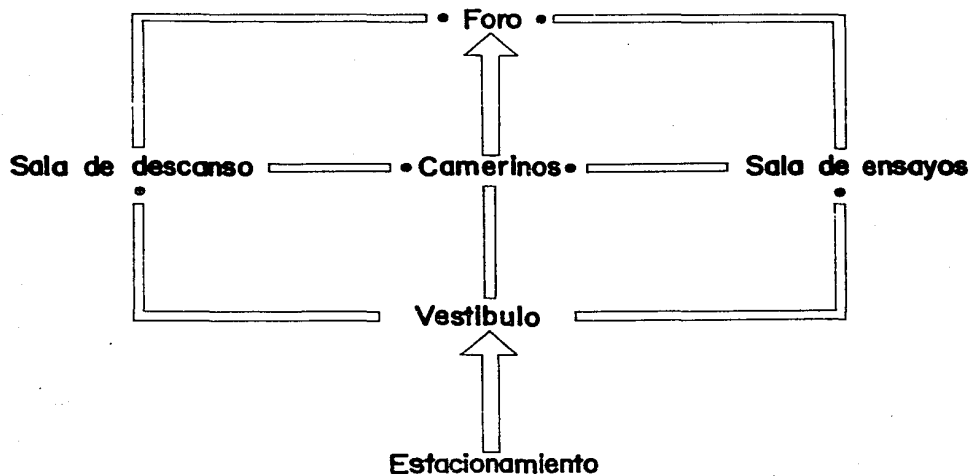 • Foro •
Sala de descanso
• Camerinos •
Sala de ensayos
Vestibulo
Estacionamiento